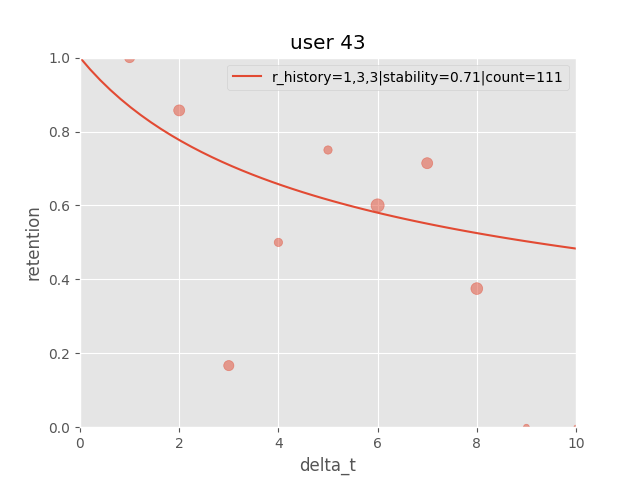 user 43
r_history=1,3,3|stability=0.71|count=111
1.0
0.8
0.6
0.4
0.2
0.0
retention
0 2 4 6 8 10
delta_t